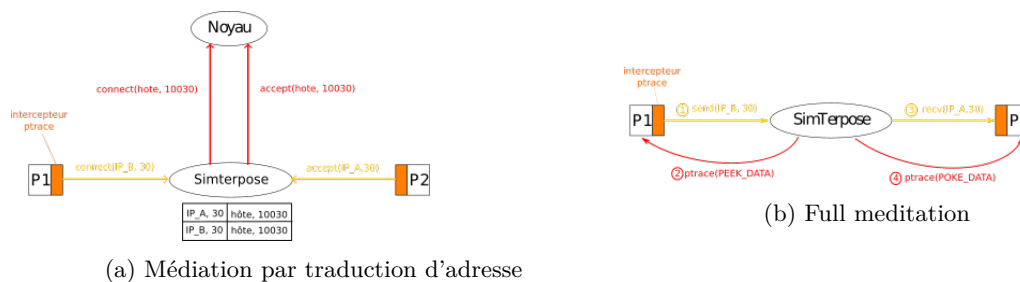 Noyau
connect(hote, 10030)
accept(hote, 10030)
intercepteur
ptrace
P1
connect(IP_B, 30)
Simterpose
accept(IP_A,30)
P2
IP_A, 30 hôte, 10030
IP_B, 30 hôte, 10030
(a) Médiation par traduction d'adresse
intercepteur
ptrace
P1
1 send(IP_B, 30)
SimTerpose
3 recv(IP_A,30)
P
2 ptrace(PEEK_DATA)
4 ptrace(POKE_DATA)
(b) Full meditation